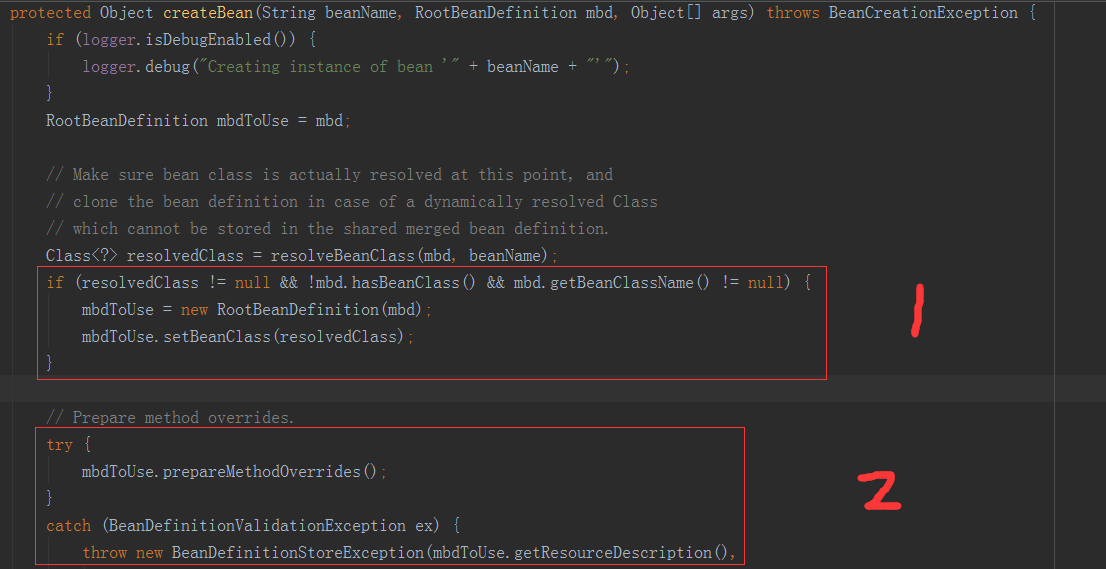 protected Object createBean(String beanName, RootBeanDefinition mbd, Object[] args) throws BeanCreationException {
if (logger.isDebugEnabled()) {
logger.debug("Creating instance of bean '" + beanName + "'");
}
RootBeanDefinition mbdToUse = mbd;
// Make sure bean class is actually resolved at this point, and
// clone the bean definition in case of a dynamically resolved Class
// which cannot be stored in the shared merged bean definition.
Class<?> resolvedClass = resolveBeanClass(mbd, beanName);
if (resolvedClass != null && !mbd.hasBeanClass() && mbd.getBeanClassName() != null) {
mbdToUse = new RootBeanDefinition(mbd);
1
mbdToUse.setBeanClass(resolvedClass);
}
// Prepare method overrides.
try {
mbdToUse.prepareMethodOverrides();
2
}
catch (BeanDefinitionValidationException ex) {
throw new BeanDefinitionStoreException(mbdToUse.getResourceDescription(),